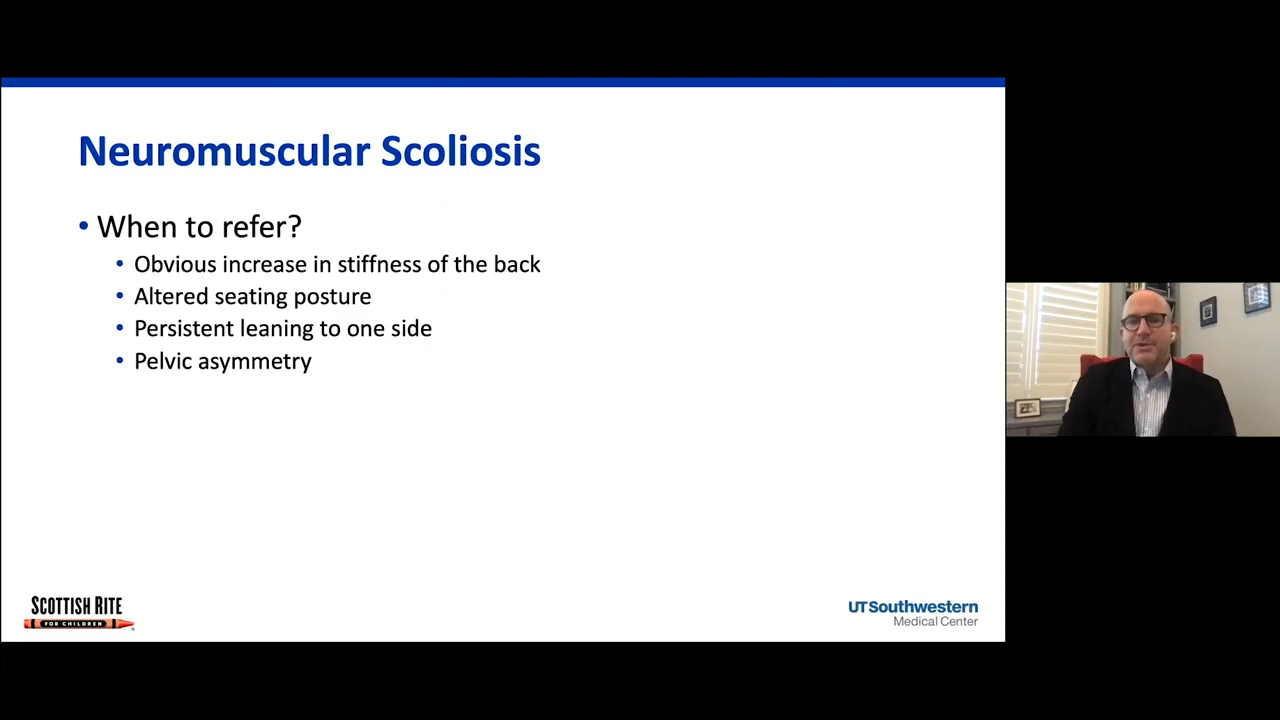 Neuromuscular Scoliosis
• When to refer?
• Obvious increase in stiffness of the back
• Altered seating posture
• Persistent leaning to one side
• Pelvic asymmetry
SCOTTISH RITE
FOR CHILDREN
UTSouthwestern
Medical Center